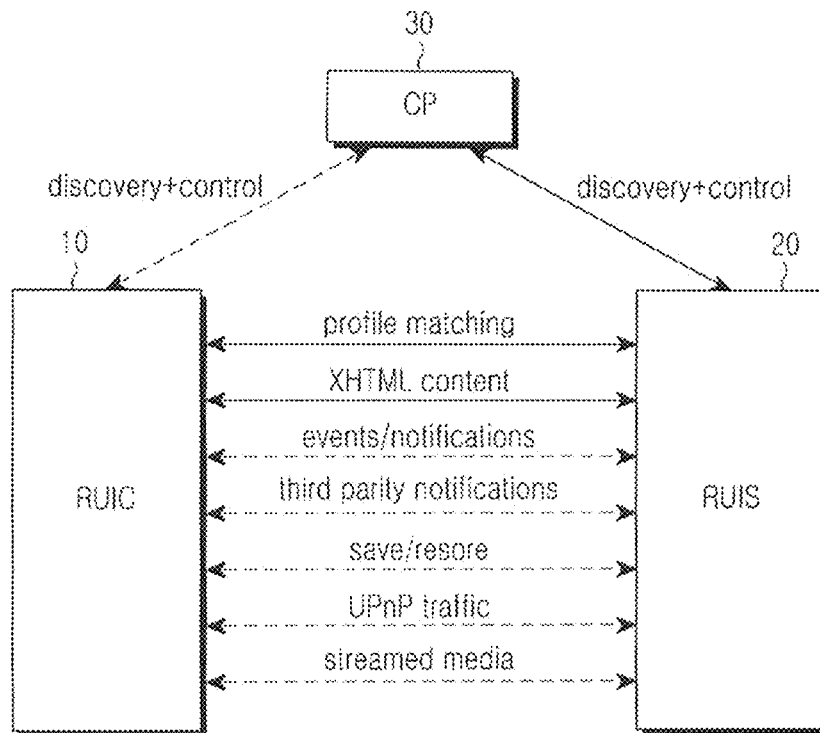 30
CP
discovery+control
discovery+control
10
20
profile matching
XHTML content
events/notifications
RUIC
third parity notifications
RUIS
save/resore
UPnP traffic
streamed media